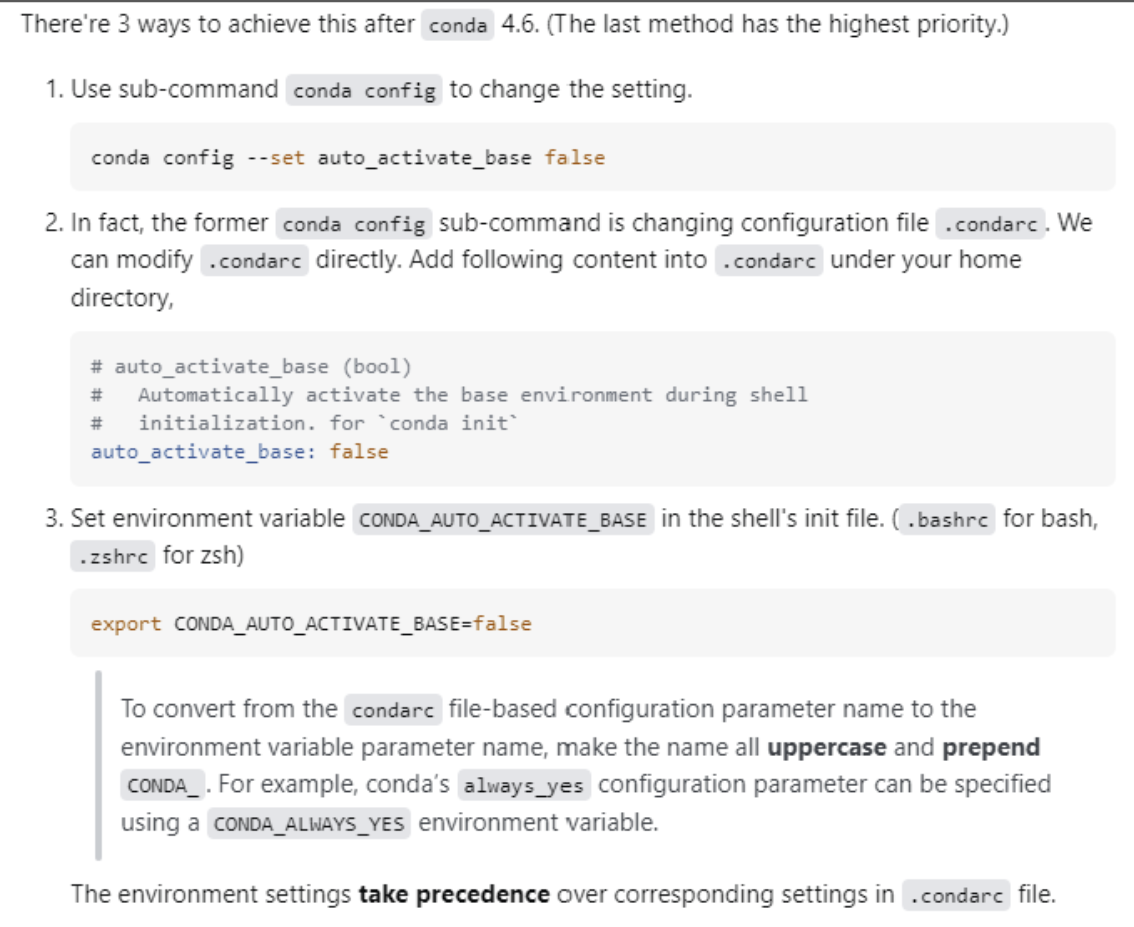 There're 3 ways to achieve this after conda 4.6. (The last method has the highest priority.)
1. Use sub-command conda config to change the setting.
conda config --set auto_activate_base false
2. In fact, the former conda config sub-command is changing configuration file .condarc. We
can modify .condarc directly. Add following content into .condarc under your home
directory,
# auto_activate_base (bool)
#   Automatically activate the base environment during shell
#   initialization. for `conda init`
auto_activate_base: false
3. Set environment variable CONDA_AUTO_ACTIVATE_BASE in the shell's init file. (.bashrc for bash,
.zshrc for zsh)
export CONDA_AUTO_ACTIVATE_BASE=false
To convert from the condarc file-based configuration parameter name to the
environment variable parameter name, make the name all uppercase and prepend
CONDA_. For example, conda's always_yes configuration parameter can be specified
using a CONDA_ALWAYS_YES environment variable.
The environment settings take precedence over corresponding settings in .condarc file.